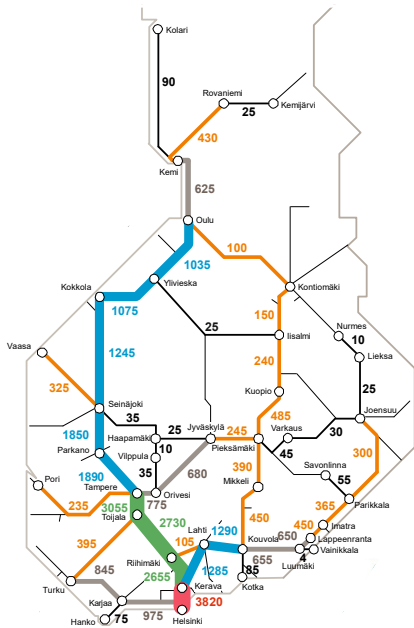 Kolari
90
Rovaniemi
25
Kemijärvi
430
Kemi
625
Oulu
1035
100
Kokkola
Ylivieska
Kontiomäki
1075
150
25
Nurmes
Iisalmi
10
Vaasa
1245
240
Lieksa
325
Kuopio
25
Seinäjoki
35
485
Joensuu
Jyväskylä
Varkaus
30
1850
Haapamäki
25
245
Parkano
10
Pieksämäki
45
Vilppula
300
Savonlinna
1890
35
680
390
Pori
Tampere
Mikkeli
55
775
Orivesi
Parikkala
3055
235
Toijala
2730
450
365
Lahti
1290
Imatra
395
450
Kouvola
650
Lappeenranta
Riihimäki
655
4
Vainikkala
845
2655
1285
Luumäki
Turku
85
Kerava
Kotka
Karjaa
3820
975
Hanko
75
Helsinki